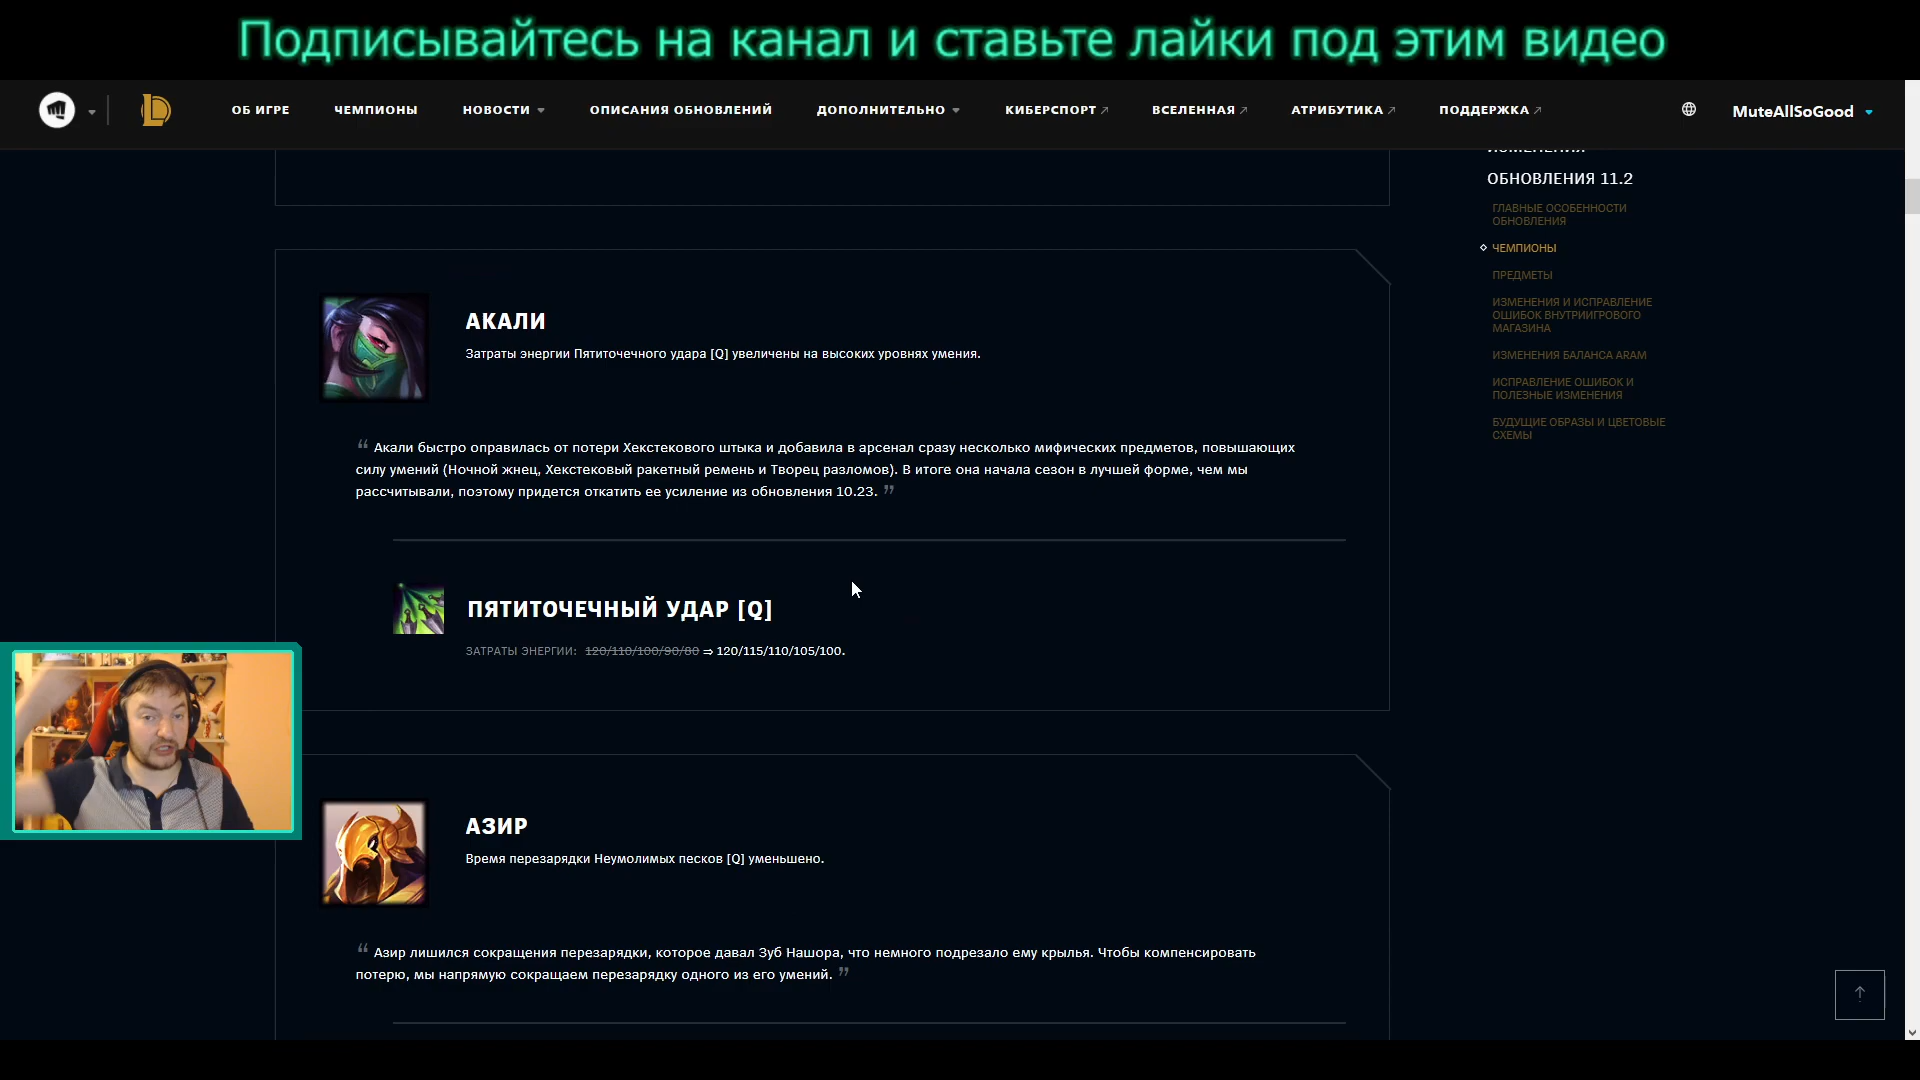 Подписывайтесь на канал и ставьте лайки под этим видео
ОБ ИГРЕ
ЧЕМПИОНЫ
НОВОСТИ
ОПИСАНИЯ ОБНОВЛЕНИЙ
ДОПОЛНИТЕЛЬНО
КИБЕРСПОРТ
ВСЕЛЕННАЯ
АТРИБУТИКА
ПОДДЕРЖКА
MuteAllSoGood
ИЗМЕНЕНИЯ
ОБНОВЛЕНИЯ 11.2
ГЛАВНЫЕ ОСОБЕННОСТИ
ОБНОВЛЕНИЯ
ЧЕМПИОНЫ
ПРЕДМЕТЫ
ИЗМЕНЕНИЯ И ИСПРАВЛЕНИЕ
ОШИБОК ВНУТРИИГРОВОГО
МАГАЗИНА
ИЗМЕНЕНИЯ БАЛАНСА ARAM
ИСПРАВЛЕНИЕ ОШИБОК И
ПОЛЕЗНЫЕ ИЗМЕНЕНИЯ
БУДУЩИЕ ОБРАЗЫ И ЦВЕТОВЫЕ
СХЕМЫ
АКАЛИ
Затраты энергии Пятиточечного удара [Q] увеличены на высоких уровнях умения.
“ Акали быстро оправилась от потери Хекстекового штыка и добавила в арсенал сразу несколько мифических предметов, повышающих
силу умений (Ночной жнец, Хекстековый ракетный ремень и Творец разломов). В итоге она начала сезон в лучшей форме, чем мы
рассчитывали, поэтому придется откатить ее усиление из обновления 10.23. ”
ПЯТИТОЧЕЧНЫЙ УДАР [Q]
ЗАТРАТЫ ЭНЕРГИИ: 120/110/100/90/80 ⇒ 120/115/110/105/100.
АЗИР
Время перезарядки Неумолимых песков [Q] уменьшено.
“ Азир лишился сокращения перезарядки, которое давал Зуб Нашора, что немного подрезало ему крылья. Чтобы компенсировать
потерю, мы напрямую сокращаем перезарядку одного из его умений. ”